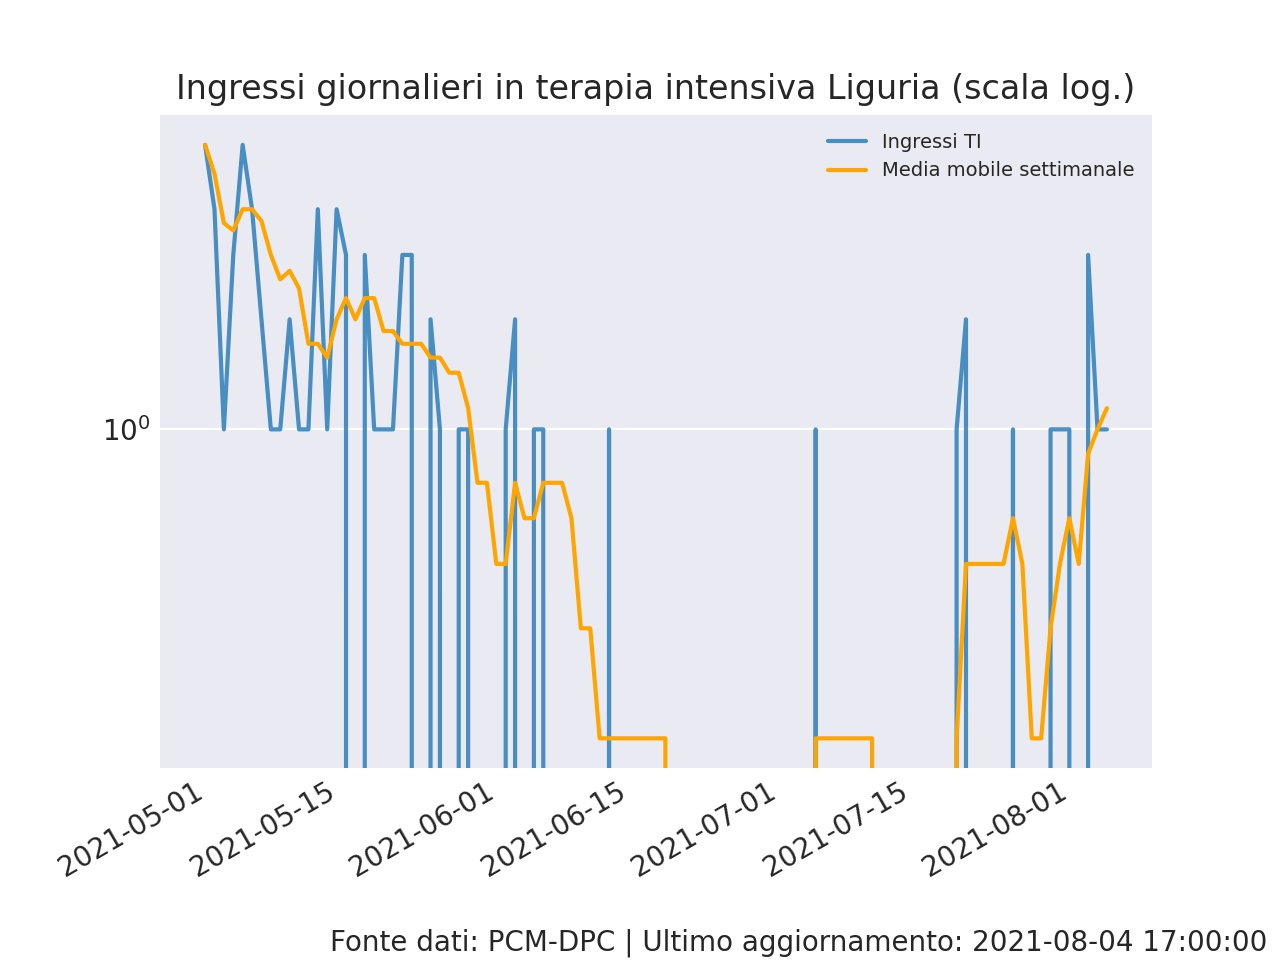 Ingressi giornalieri in terapia intensiva Liguria (scala log.)
Ingressi TI
Media mobile settimanale
10⁰
2021-05-01
2021-05-15
2021-06-01
2021-06-15
2021-07-01
2021-07-15
2021-08-01
Fonte dati: PCM-DPC | Ultimo aggiornamento: 2021-08-04 17:00:00